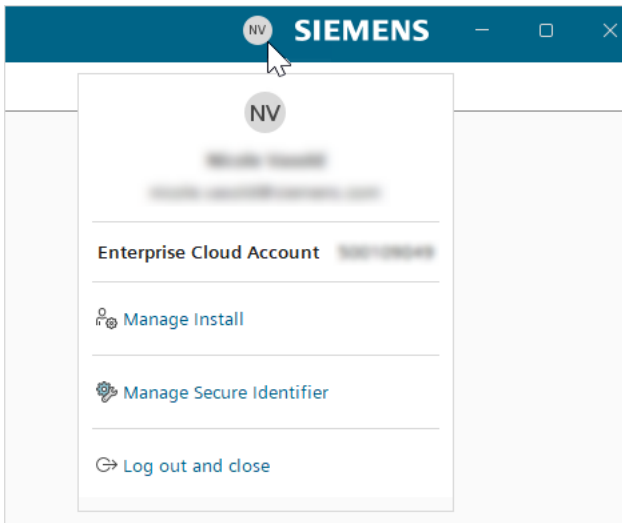 NV SIEMENS
NV
Enterprise Cloud Account
Manage Install
Manage Secure Identifier
Log out and close